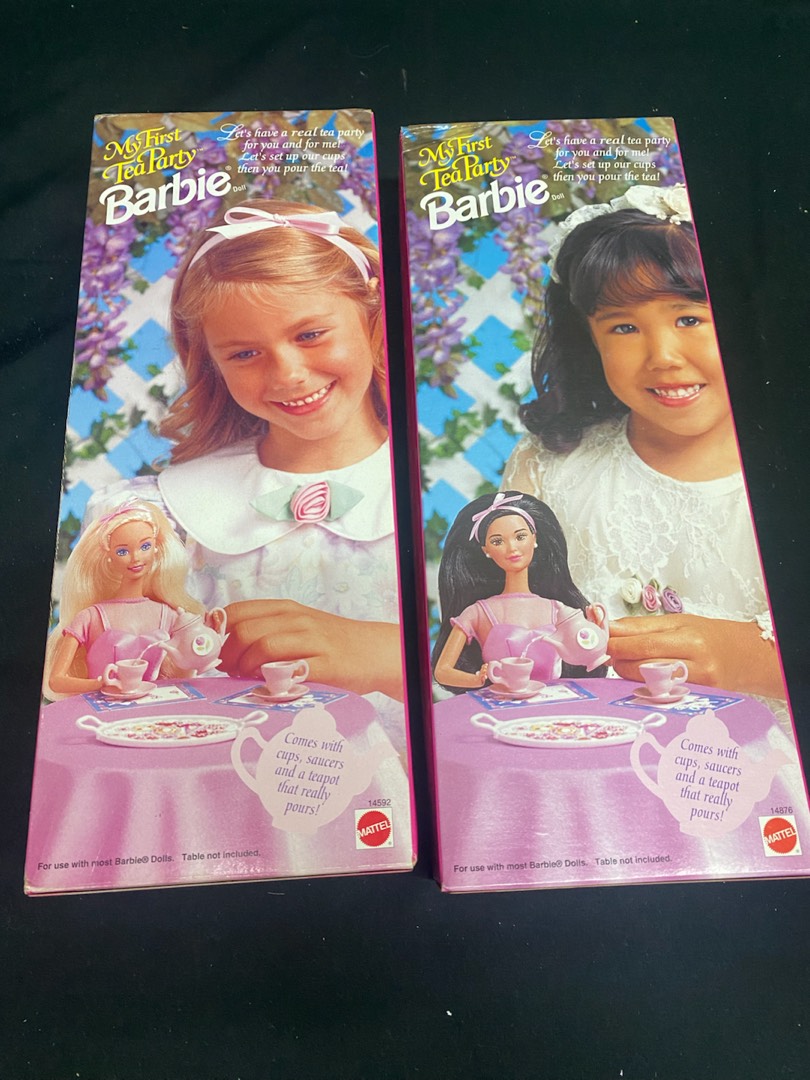 My First
Tea Party™
Barbie®
Doll
Let's have a real tea party
for you and for me!
Let's set up our cups
then you pour the tea!
Comes with
cups, saucers
and a teapot
that really
pours!
14592
MATTEL
For use with most Barbie® Dolls. Table not included.
My First
Tea Party™
Barbie®
Doll
Let's have a real tea party
for you and for me!
Let's set up our cups
then you pour the tea!
Comes with
cups, saucers
and a teapot
that really
pours!
14876
MATTEL
For use with most Barbie® Dolls. Table not included.